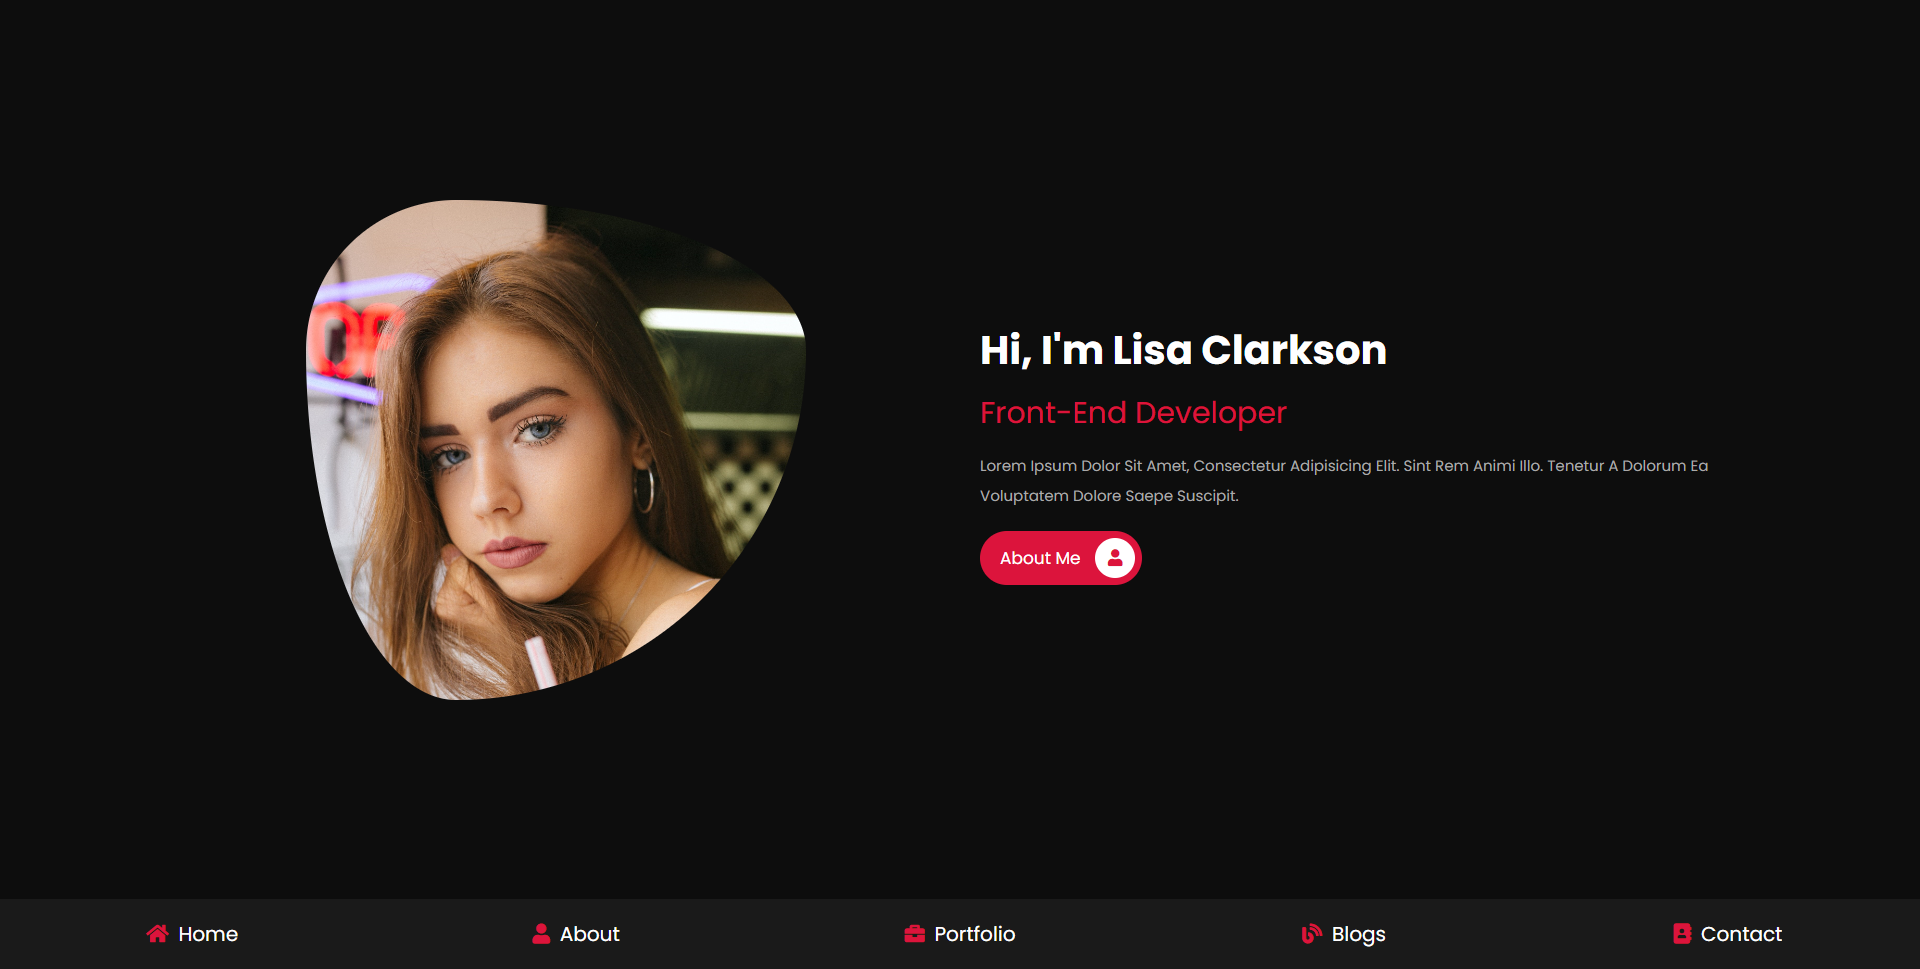 Hi, I'm Lisa Clarkson
Front-End Developer
Lorem Ipsum Dolor Sit Amet, Consectetur Adipisicing Elit. Sint Rem Animi Illo. Tenetur A Dolorum Ea
Voluptatem Dolore Saepe Suscipit.
About Me
Home
About
Portfolio
Blogs
Contact